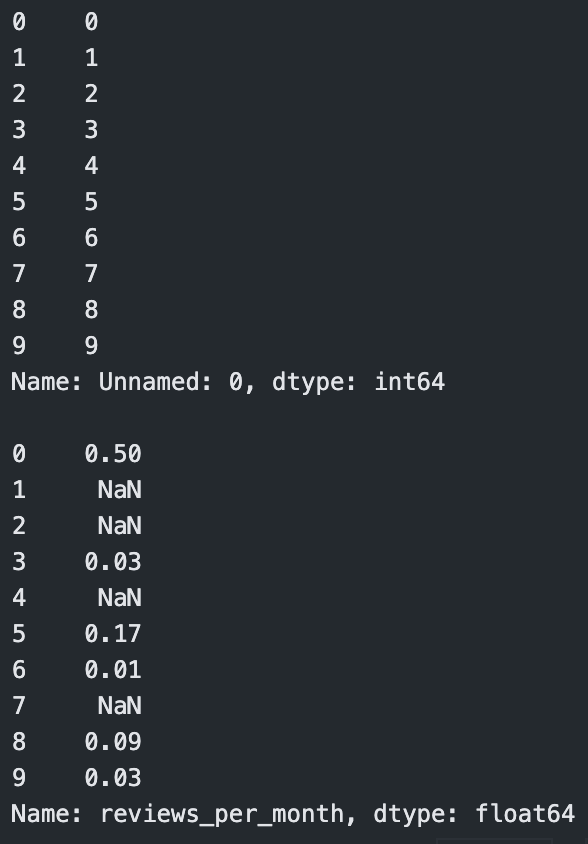 0    0
1    1
2    2
3    3
4    4
5    5
6    6
7    7
8    8
9    9
Name: Unnamed: 0, dtype: int64

0    0.50
1     NaN
2     NaN
3    0.03
4     NaN
5    0.17
6    0.01
7     NaN
8    0.09
9    0.03
Name: reviews_per_month, dtype: float64